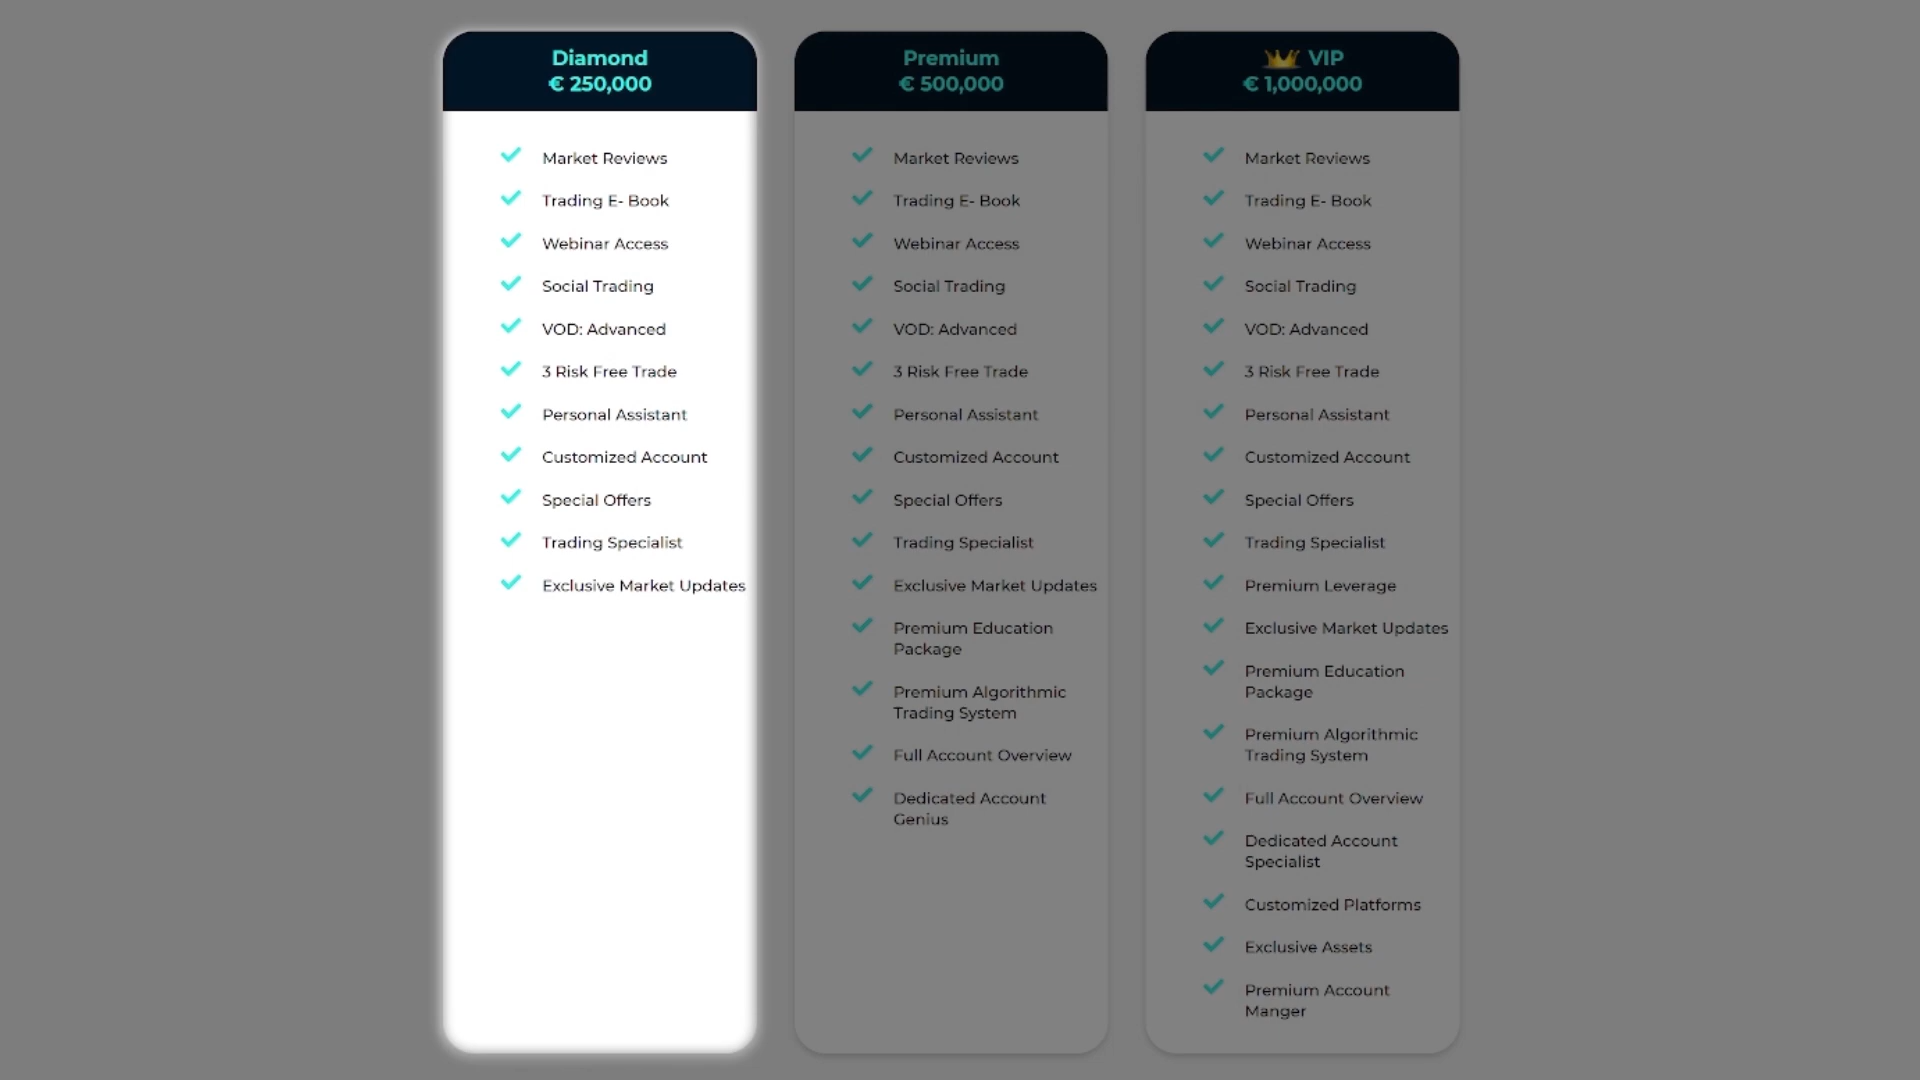 Diamond
€ 250,000
Market Reviews
Trading E- Book
Webinar Access
Social Trading
VOD: Advanced
3 Risk Free Trade
Personal Assistant
Customized Account
Special Offers
Trading Specialist
Exclusive Market Updates
Premium
€ 500,000
Market Reviews
Trading E- Book
Webinar Access
Social Trading
VOD: Advanced
3 Risk Free Trade
Personal Assistant
Customized Account
Special Offers
Trading Specialist
Exclusive Market Updates
Premium Education
Package
Premium Algorithmic
Trading System
Full Account Overview
Dedicated Account
Genius
VIP
€ 1,000,000
Market Reviews
Trading E- Book
Webinar Access
Social Trading
VOD: Advanced
3 Risk Free Trade
Personal Assistant
Customized Account
Special Offers
Trading Specialist
Premium Leverage
Exclusive Market Updates
Premium Education
Package
Premium Algorithmic
Trading System
Full Account Overview
Dedicated Account
Specialist
Customized Platforms
Exclusive Assets
Premium Account
Manger